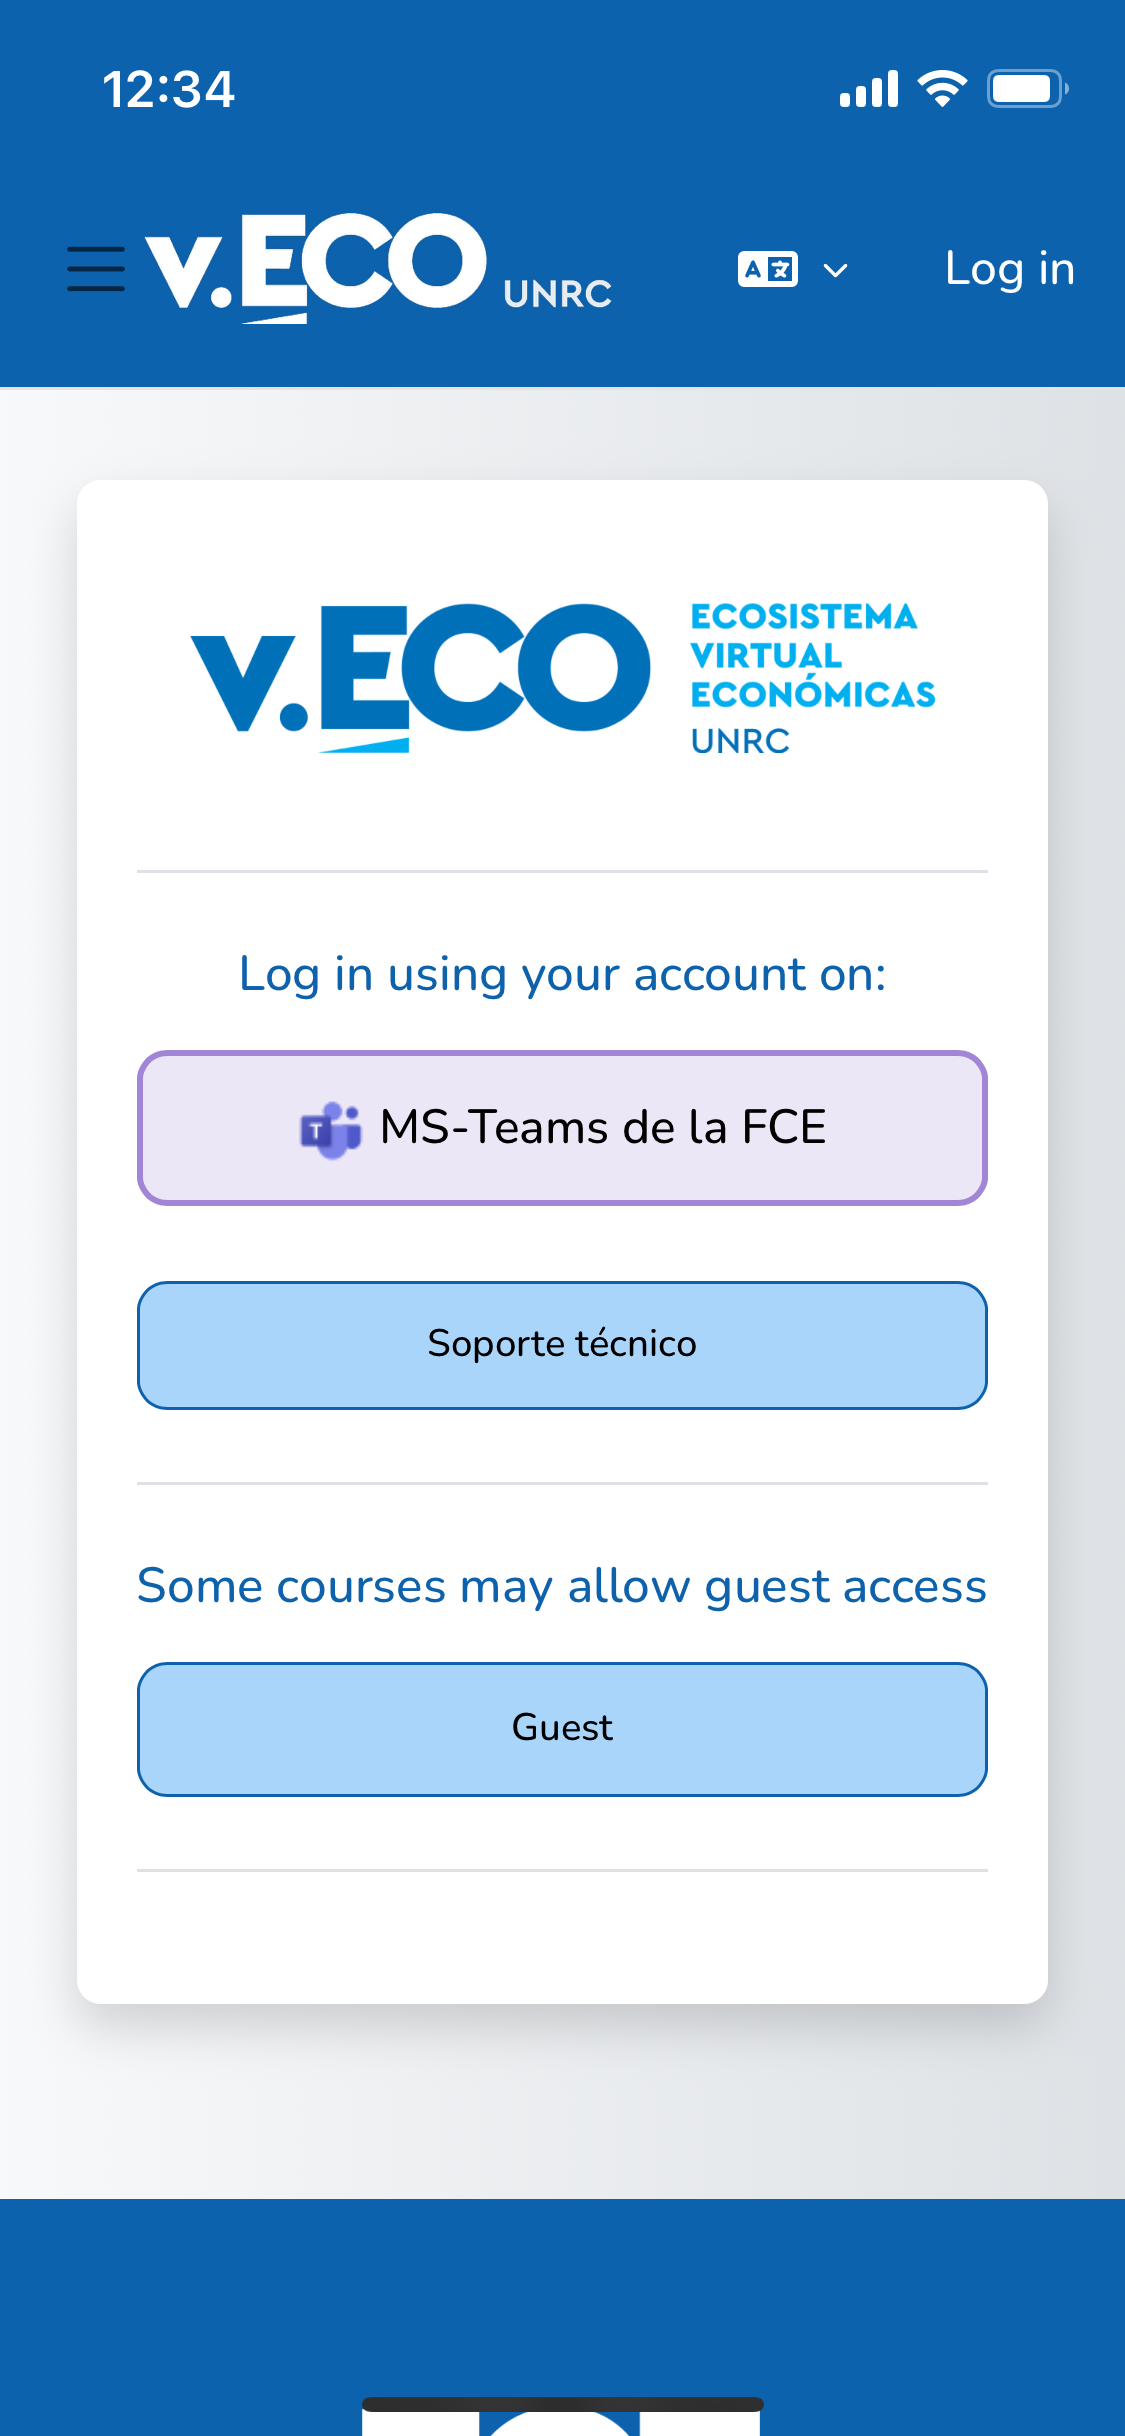 12:34
v.ECO UNRC
Log in
v.ECO
ECOSISTEMA
VIRTUAL
ECONÓMICAS
UNRC
Log in using your account on:
MS-Teams de la FCE
Soporte técnico
Some courses may allow guest access
Guest